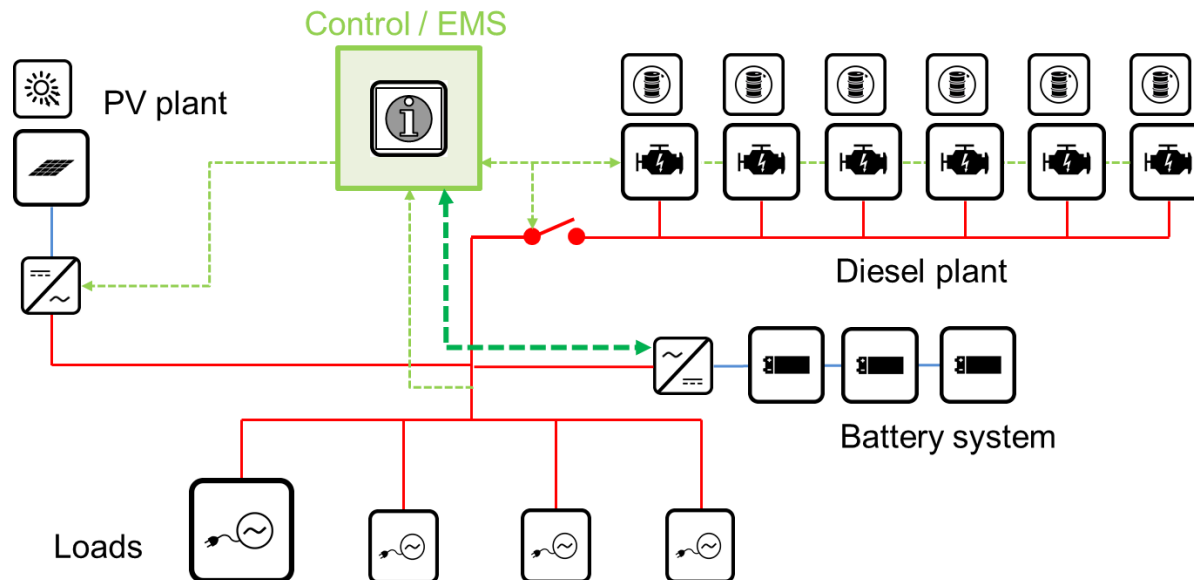 Control / EMS
PV plant
Diesel plant
Battery system
Loads